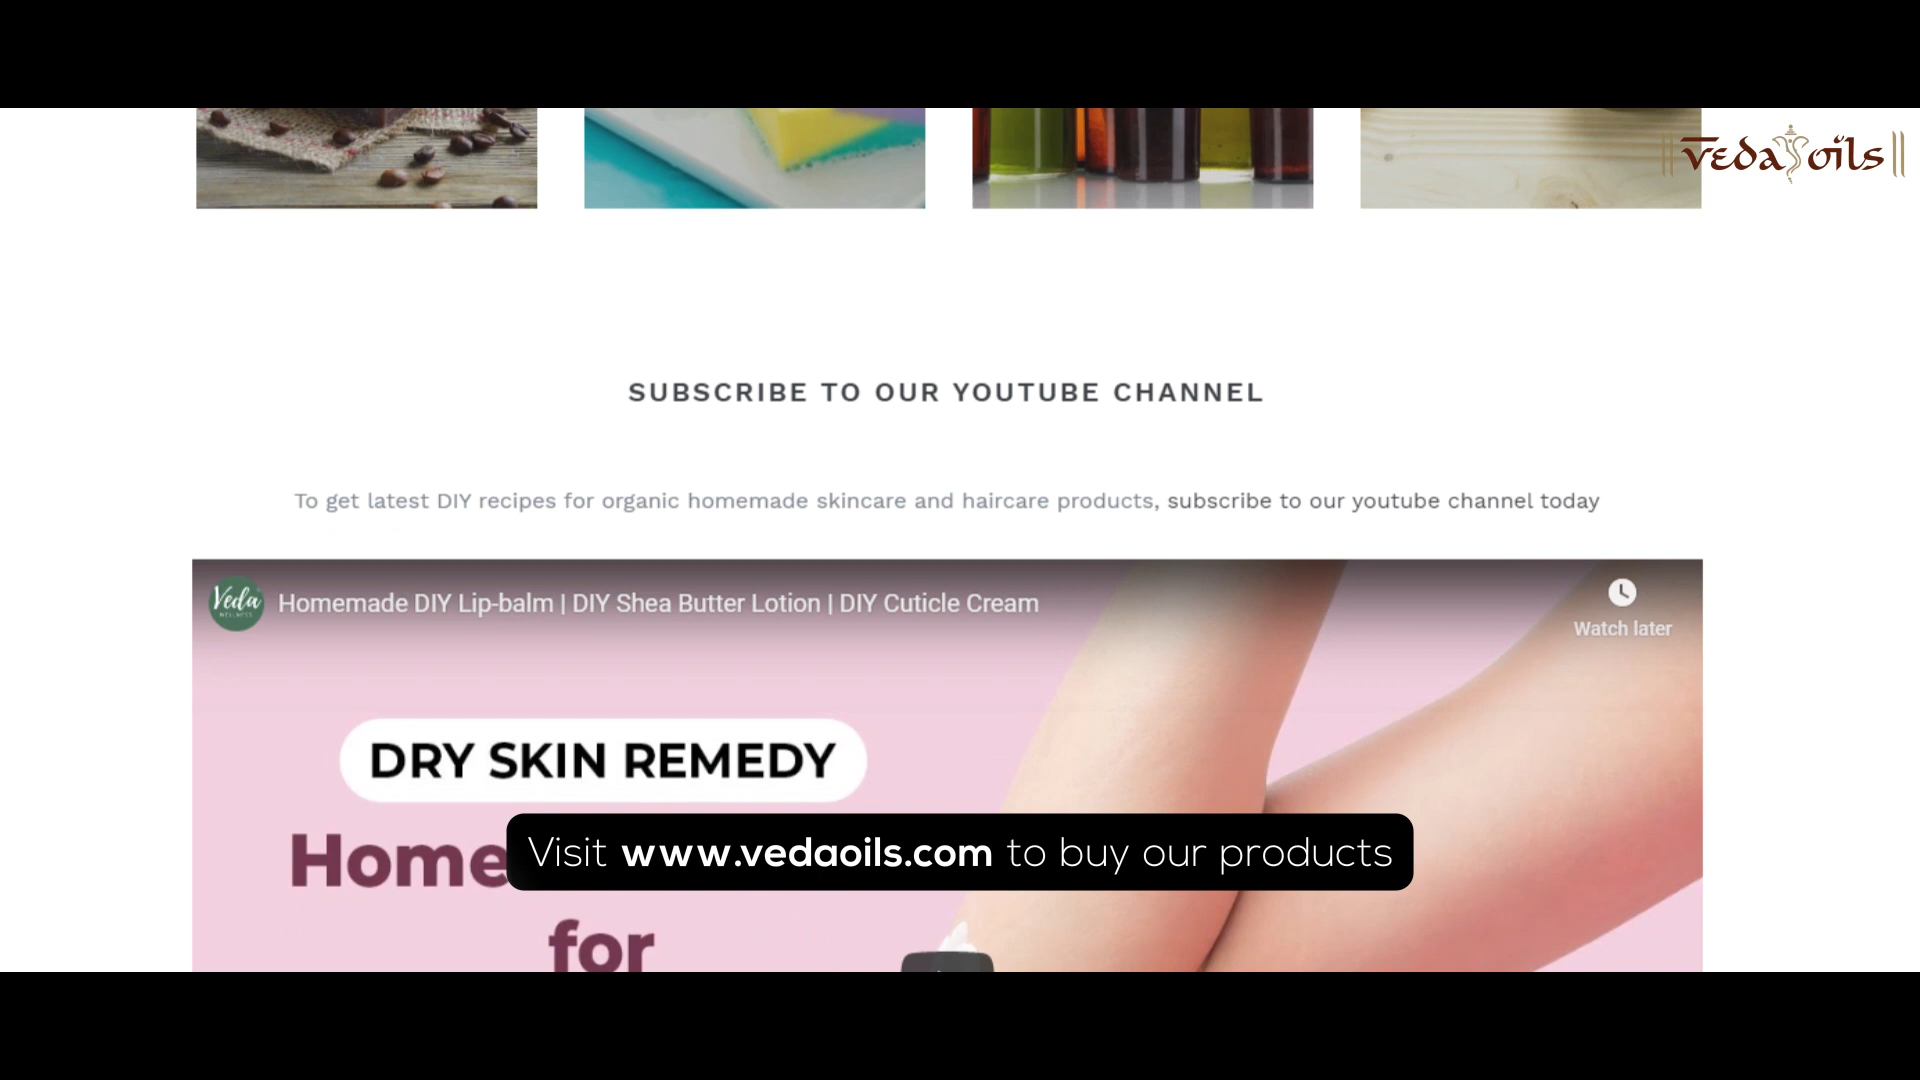 vedaoils
SUBSCRIBE TO OUR YOUTUBE CHANNEL
To get latest DIY recipes for organic homemade skincare and haircare products, subscribe to our youtube channel today
Veda
Homemade DIY Lip-balm | DIY Shea Butter Lotion | DIY Cuticle Cream
Watch later
DRY SKIN REMEDY
Home
Visit www.vedaoils.com to buy our products
for